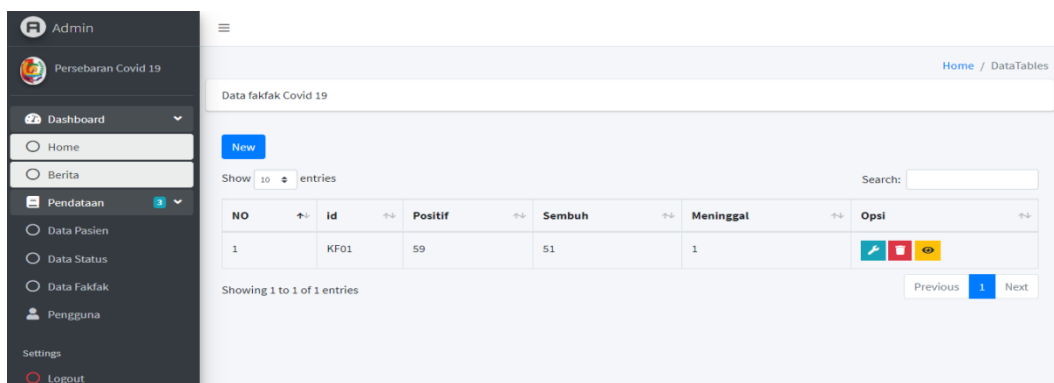 Admin
Persebaran Covid 19
Dashboard
Home
Berita
Pendataan 3
Data Pasien
Data Status
Data Fakfak
Pengguna
Settings
Logout
Home / DataTables
Data fakfak Covid 19
New
Show 10 entries
Search:
NO id Positif Sembuh Meninggal Opsi
1 KF01 59 51 1
Showing 1 to 1 of 1 entries
Previous 1 Next